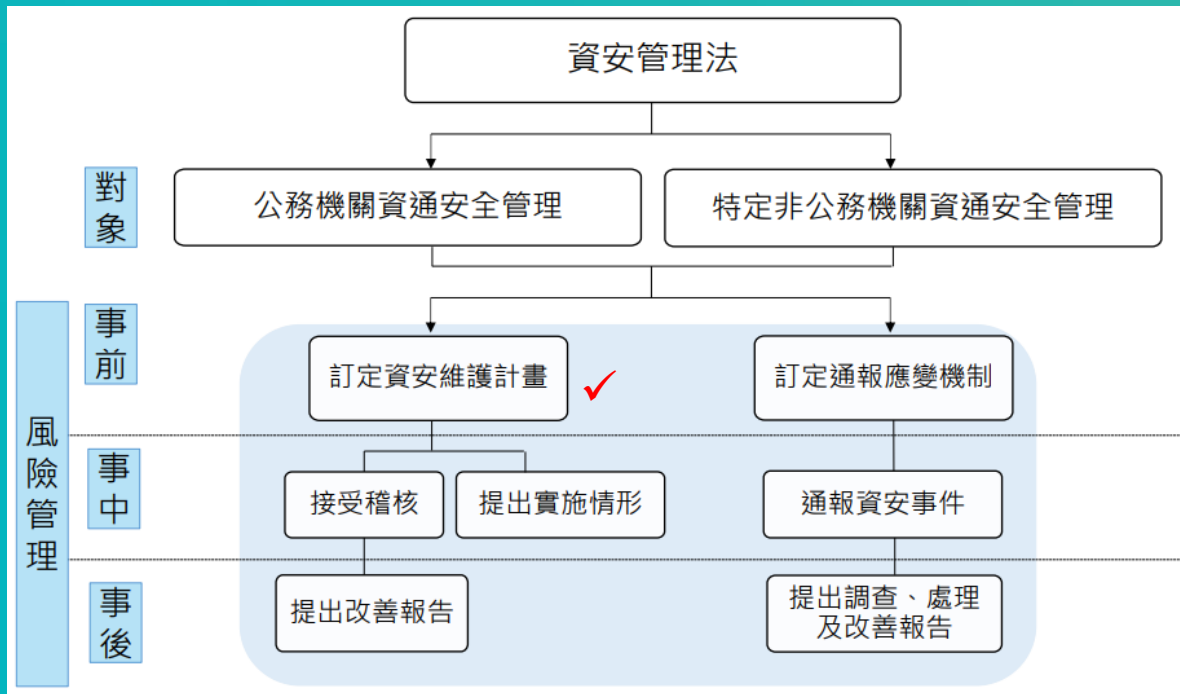 資安管理法
對象
公務機關資通安全管理
特定非公務機關資通安全管理
風險管理
事前
訂定資安維護計畫
訂定通報應變機制
事中
接受稽核
提出實施情形
通報資安事件
事後
提出改善報告
提出調查、處理
及改善報告